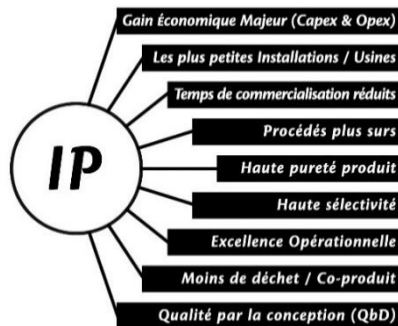 IP
Gain Économique Majeur (Capex & Opex)
Les plus petites Installations / Usines
Temps de commercialisation réduits
Procédés plus surs
Haute pureté produit
Haute sélectivité
Excellence Opérationnelle
Moins de déchet / Co-produit
Qualité par la conception (QbD)